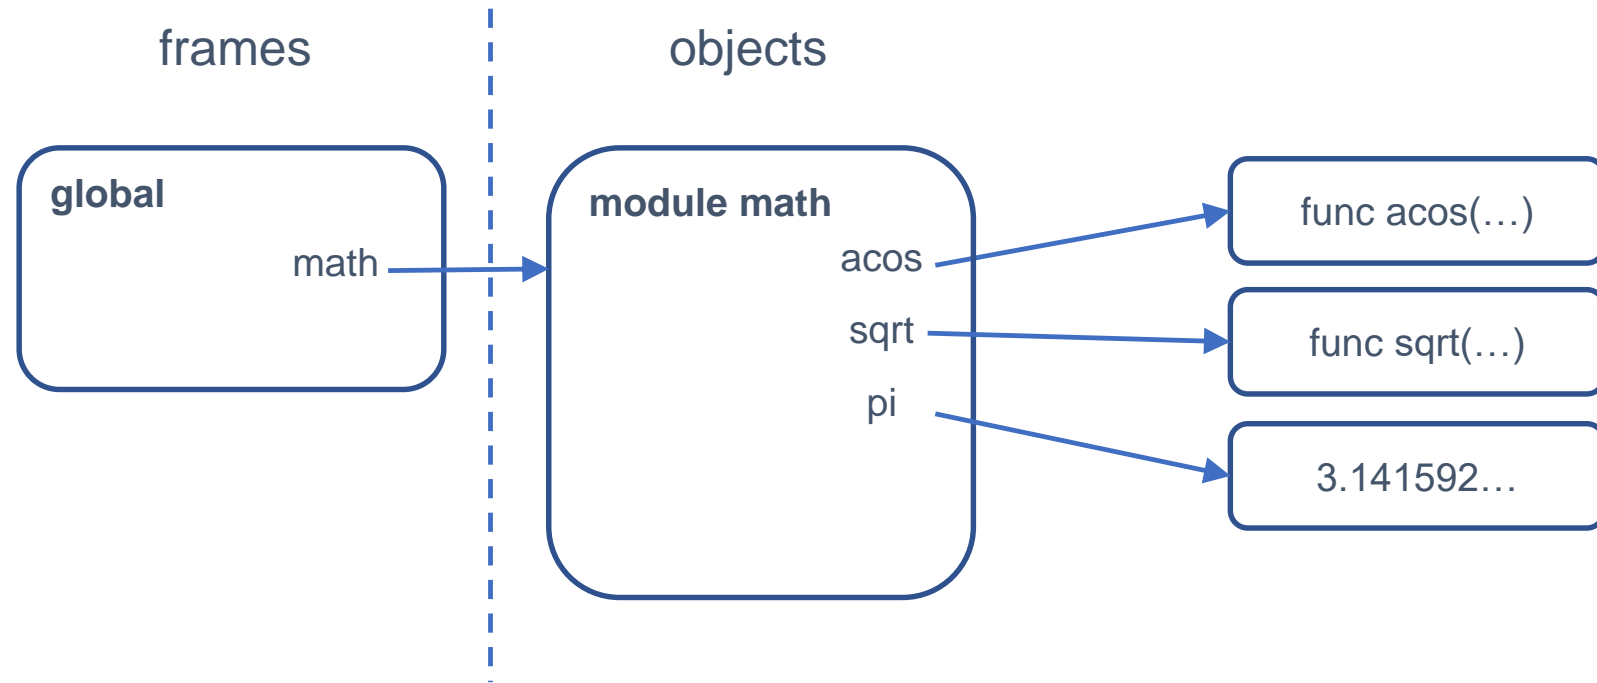 frames
objects
global
math
module math
acos
sqrt
pi
func acos(…)
func sqrt(…)
3.141592…